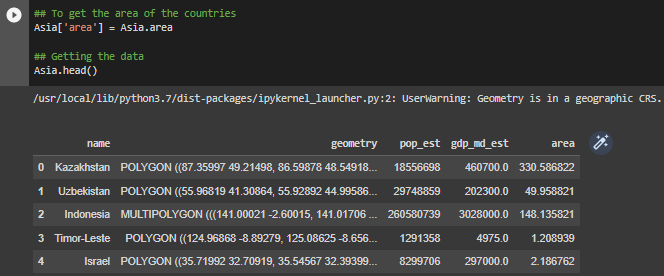 ## To get the area of the countries
Asia['area'] = Asia.area
## Getting the data
Asia.head()
/usr/local/lib/python3.7/dist-packages/ipykernel_launcher.py:2: UserWarning: Geometry is in a geographic CRS.
name geometry pop_est gdp_md_est area
0 Kazakhstan POLYGON ((87.35997 49.21498, 86.59878 48.54918... 18556698 460700.0 330.586822
1 Uzbekistan POLYGON ((55.96819 41.30864, 55.92892 44.99586... 29748859 202300.0 49.958821
2 Indonesia MULTIPOLYGON (((141.00021 -2.60015, 141.01706 ... 260580739 3028000.0 148.135821
3 Timor-Leste POLYGON ((124.96868 -8.89279, 125.08625 -8.656... 1291358 4975.0 1.208939
4 Israel POLYGON ((35.71992 32.70919, 35.54567 32.39399... 8299706 297000.0 2.186762